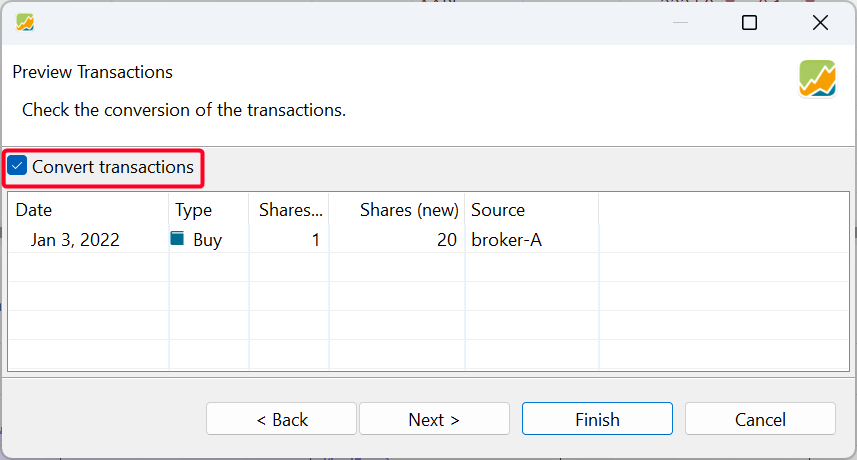 Preview Transactions
Check the conversion of the transactions.
Convert transactions
Date Type Shares... Shares (new) Source
Jan 3, 2022 Buy 1 20 broker-A
< Back Next > Finish Cancel